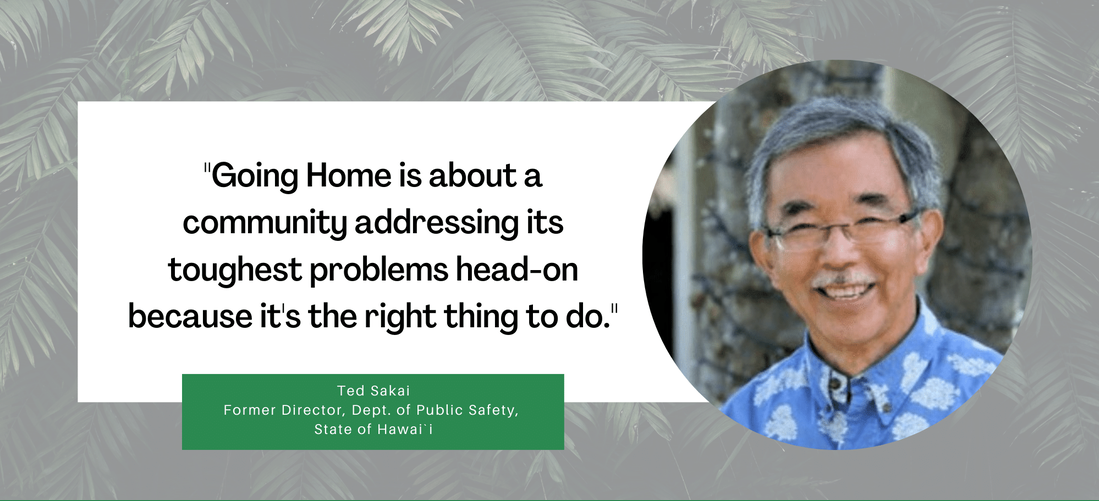 "Going Home is about a
community addressing its
toughest problems head-on
because it's the right thing to do."
Ted Sakai
Former Director, Dept. of Public Safety,
State of Hawai`i